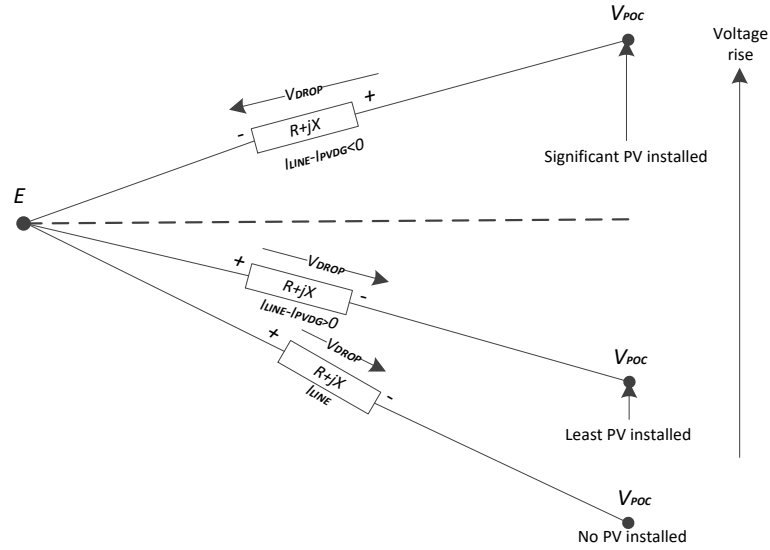 VPOC
Voltage
rise
VDROP
- +
R+jX
ILINE-IPVDG<0
Significant PV installed
E
+ VDROP
R+jX -
ILINE-IPVDG>0
+ VDROP
R+jX -
ILINE
VPOC
Least PV installed
VPOC
No PV installed